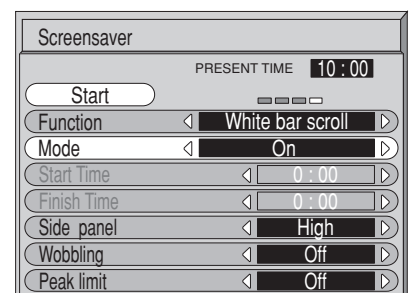 Screensaver
PRESENT TIME 10 : 00
Start
Function White bar scroll
Mode On
Start Time 0 : 00
Finish Time 0 : 00
Side panel High
Wobbling Off
Peak limit Off